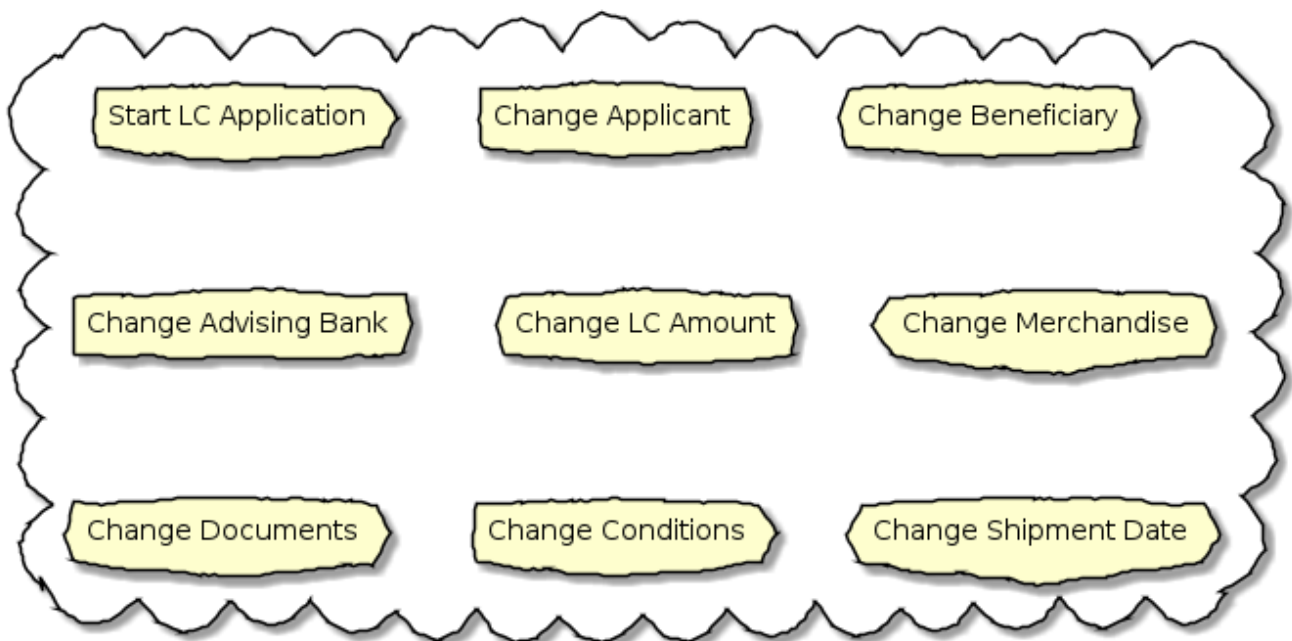 Start LC Application
Change Applicant
Change Beneficiary
Change Advising Bank
Change LC Amount
Change Merchandise
Change Documents
Change Conditions
Change Shipment Date